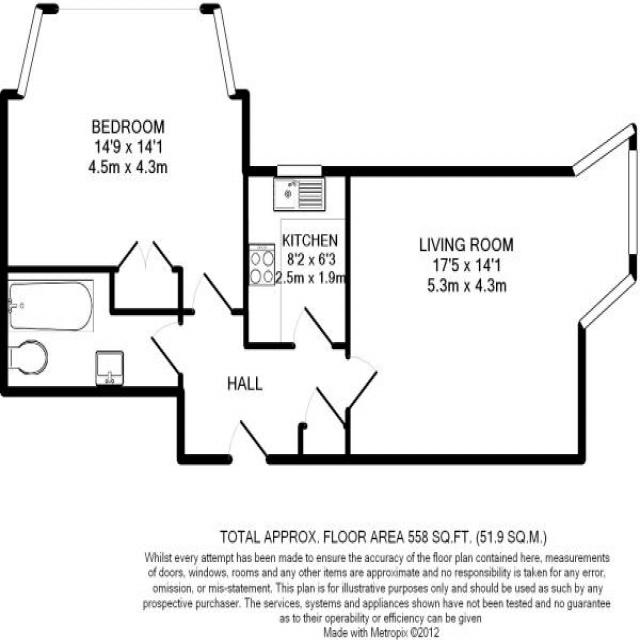 BEDROOM
14'9 x 14'1
4.5m x 4.3m
KITCHEN
8'2 x 6'3
2.5m x 1.9m
LIVING ROOM
17'5 x 14'1
5.3m x 4.3m
HALL
TOTAL APPROX. FLOOR AREA 558 SQ.FT. (51.9 SQ.M.)
Whilst every attempt has been made to ensure the accuracy of the floor plan contained here, measurements
of doors, windows, rooms and any other items are approximate and no responsibility is taken for any error,
omission, or mis-statement. This plan is for illustrative purposes only and should be used as such by any
prospective purchaser. The services, systems and appliances shown have not been tested and no guarantee
as to their operability or efficiency can be given
Made with Metropix ©2012